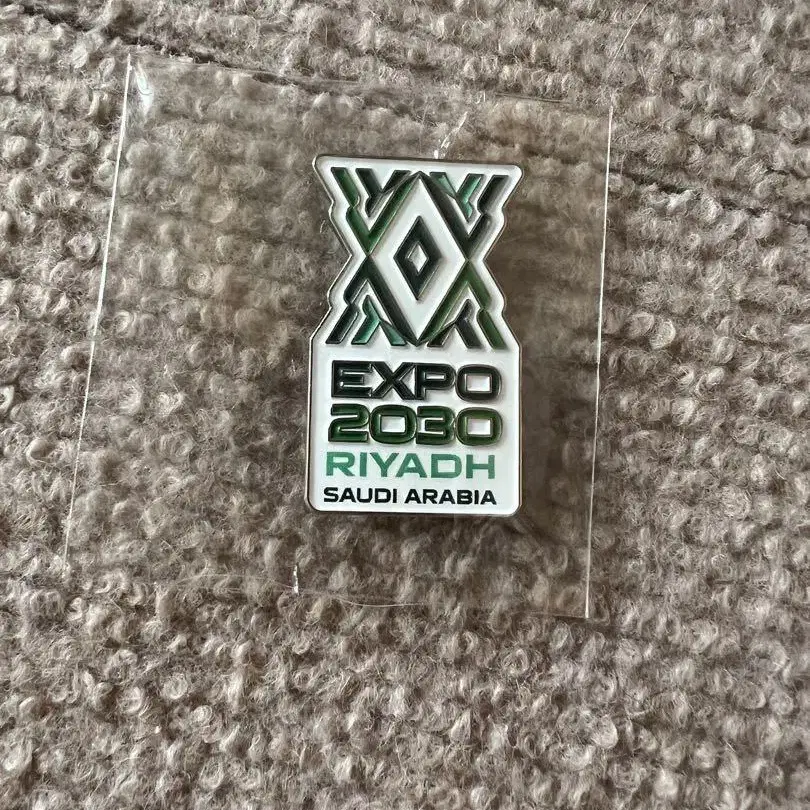 EXPO
2030
RIYADH
SAUDI ARABIA